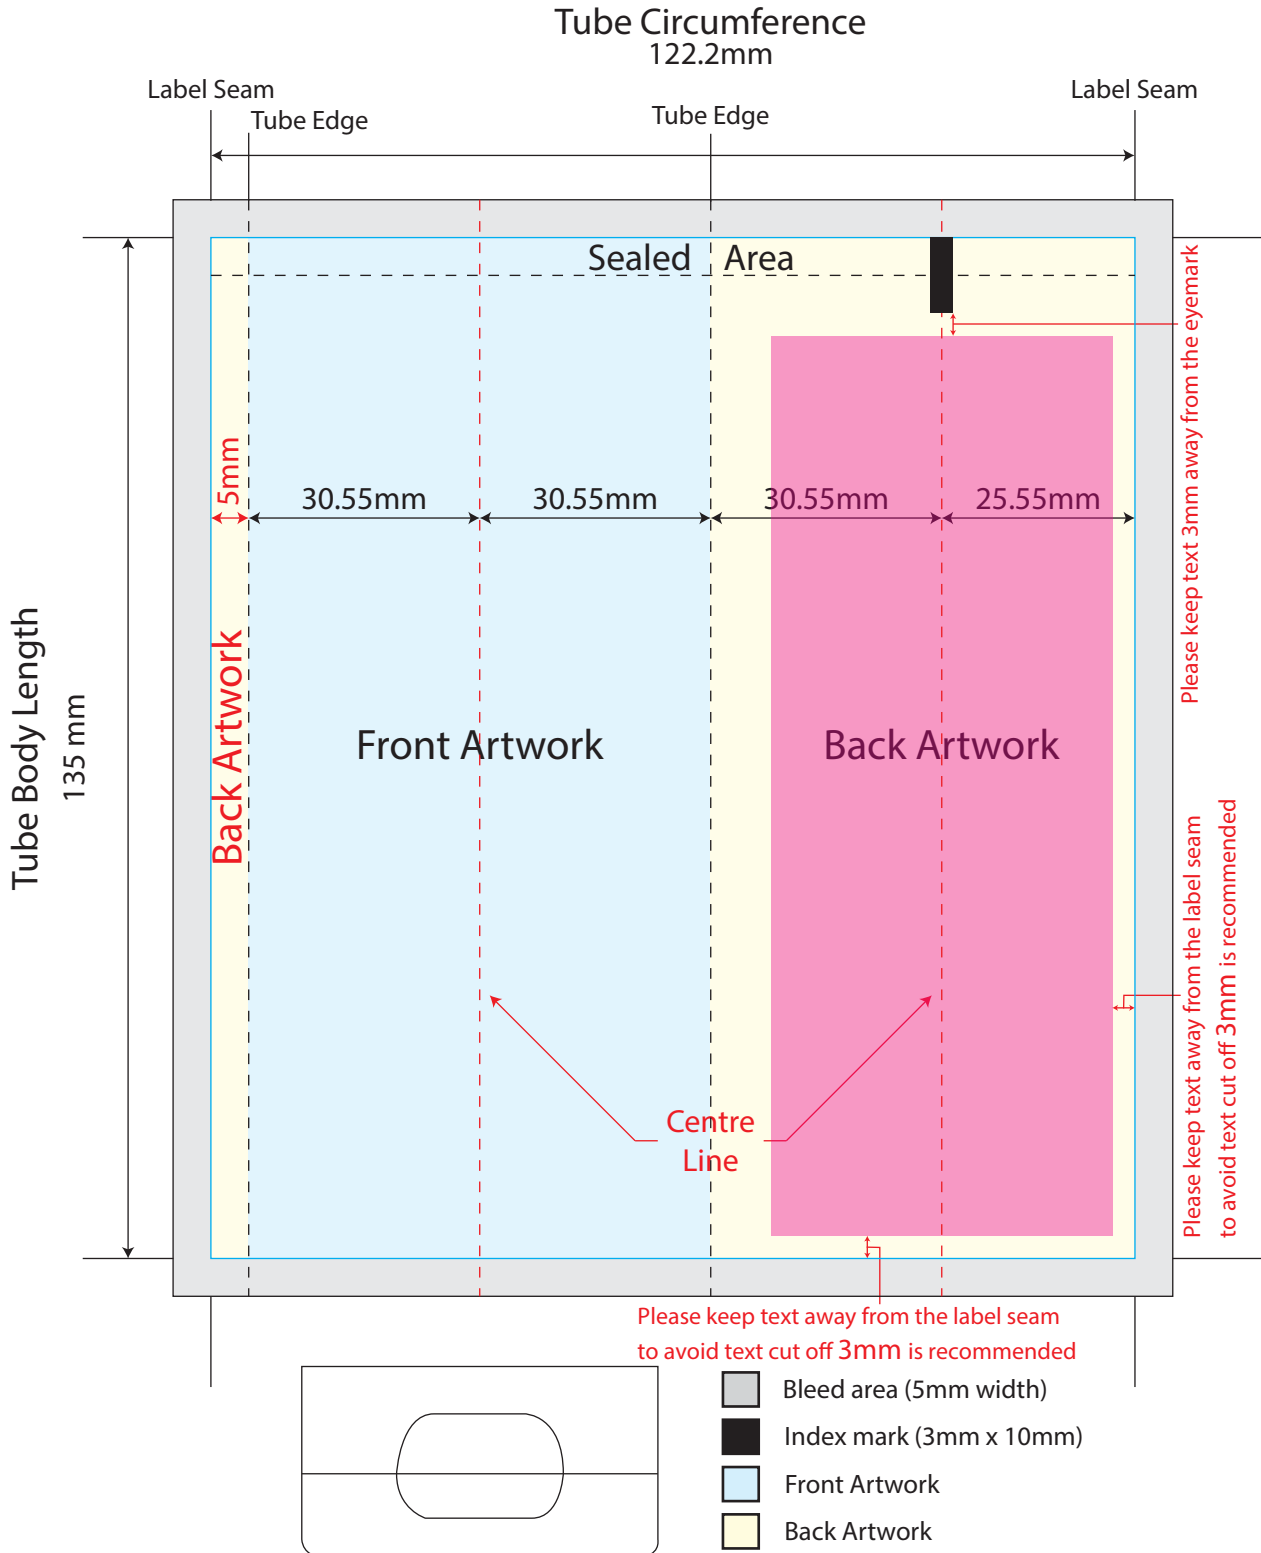 Tube Circumference
122.2mm
Label Seam
Label Seam
Tube Edge
Tube Edge
Sealed Area
Please keep text 3mm away from the eyemark
5mm
30.55mm
30.55mm
30.55mm
25.55mm
Tube Body Length
135 mm
Back Artwork
Front Artwork
Back Artwork
Please keep text away from the label seam
to avoid text cut off 3mm is recommended
Centre
Line
Please keep text away from the label seam
to avoid text cut off 3mm is recommended
Bleed area (5mm width)
Index mark (3mm x 10mm)
Front Artwork
Back Artwork